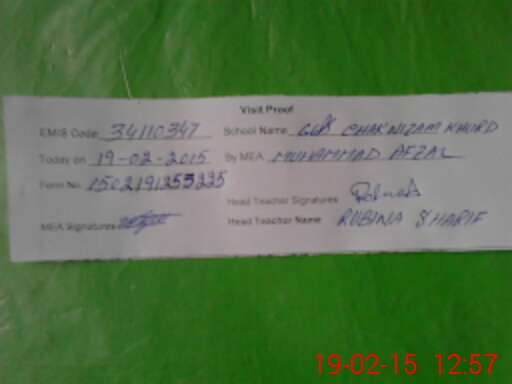 Visit Proof
EMIS Code 34110347 School Name GGPS CHAK NIZAM KHURD
Today on 19-02-2015 By MEA MUHAMMAD AFZAL
Form No. 1502191253225
Head Teacher Signatures
MEA Signatures Head Teacher Name RUBINA SHARIF
19-02-15 12:57